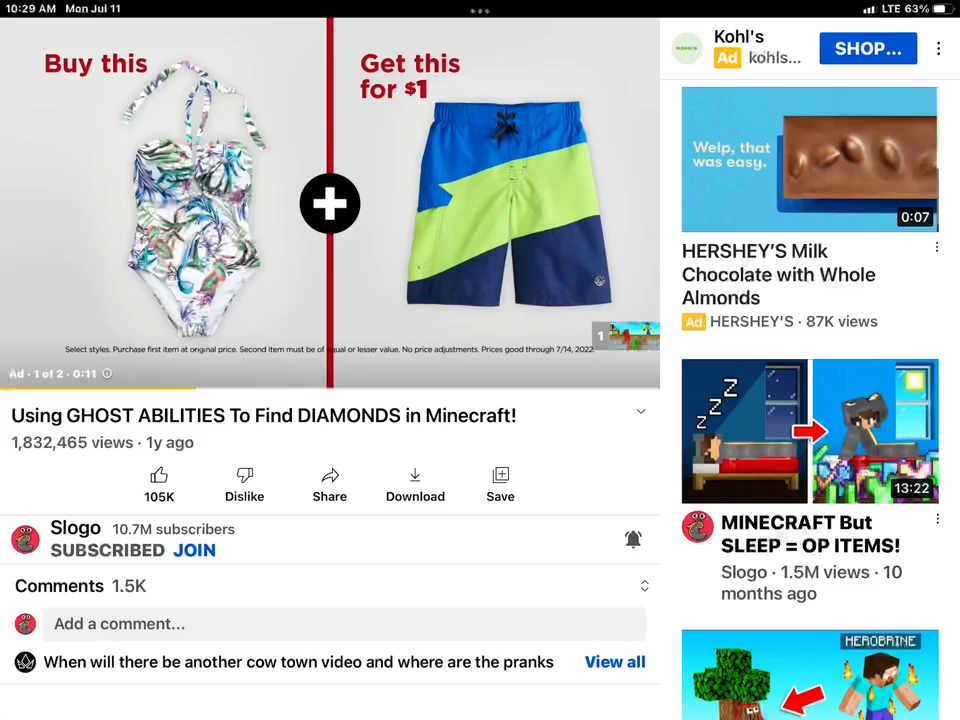 10:29 AM Mon Jul 11
LTE 63%
Buy this
Get this
for $1
Select styles. Purchase first item at original price. Second item must be of equal or lesser value. No price adjustments. Prices good through 7/14, 2022.
1
Ad · 1 of 2 · 0:11
Using GHOST ABILITIES To Find DIAMONDS in Minecraft!
1,832,465 views · 1y ago
105K
Dislike
Share
Download
Save
Slogo 10.7M subscribers
SUBSCRIBED JOIN
Comments 1.5K
Add a comment...
When will there be another cow town video and where are the pranks
View all
KOHL'S
Kohl's
Ad kohls...
SHOP...
Welp, that
was easy.
0:07
HERSHEY'S Milk
Chocolate with Whole
Almonds
Ad HERSHEY'S · 87K views
Z Z Z
13:22
MINECRAFT But
SLEEP = OP ITEMS!
Slogo · 1.5M views · 10
months ago
HEROBRINE